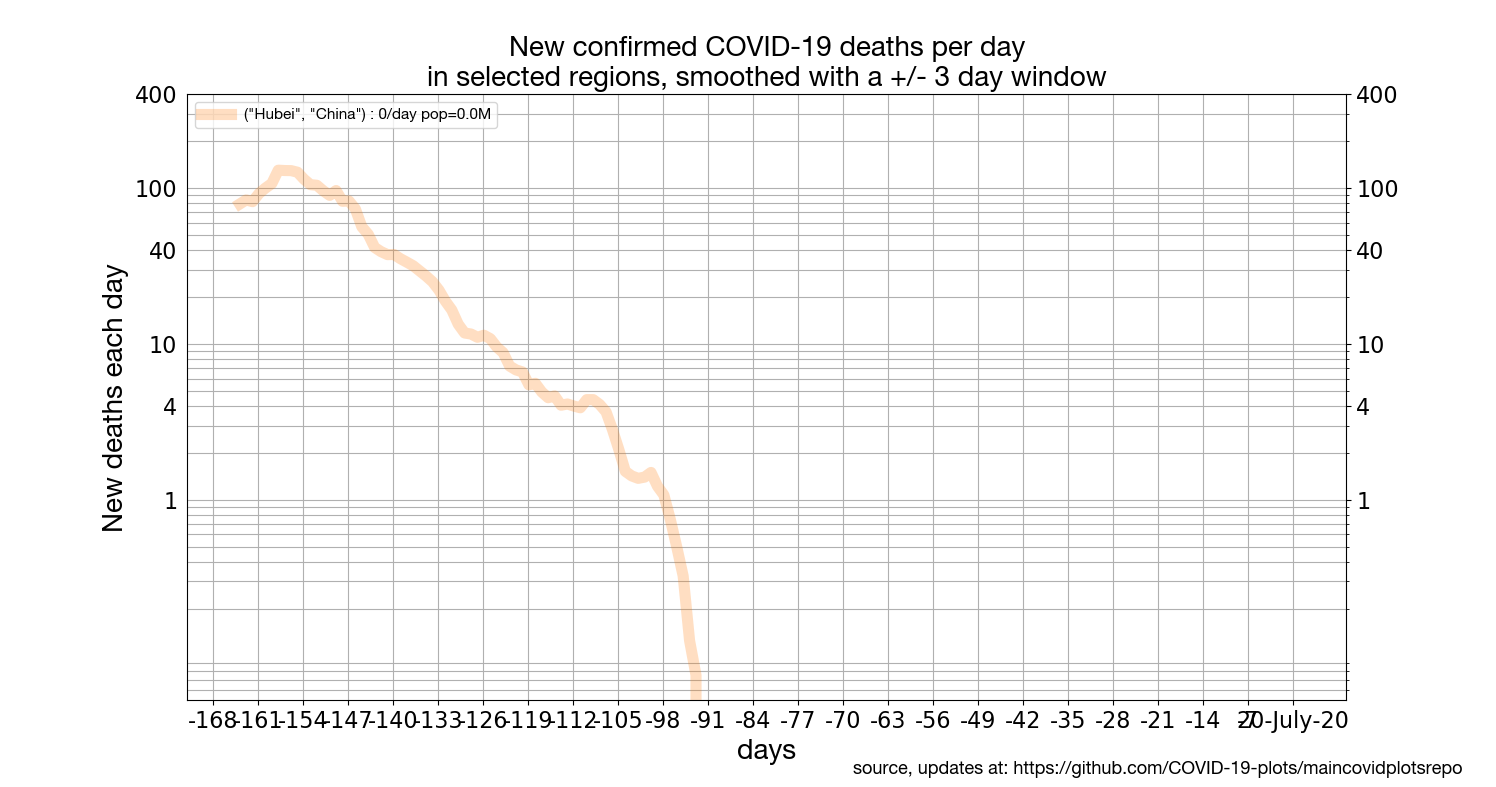 New confirmed COVID-19 deaths per day
in selected regions, smoothed with a +/- 3 day window
("Hubei", "China") : 0/day pop=0.0M
400
100
40
10
4
1
New deaths each day
400
100
40
10
4
1
-168 -161 -154 -147 -140 -133 -126 -119 -112 -105 -98 -91 -84 -77 -70 -63 -56 -49 -42 -35 -28 -21 -14 -7 20-July-20
days
source, updates at: https://github.com/COVID-19-plots/maincovidplotsrepo